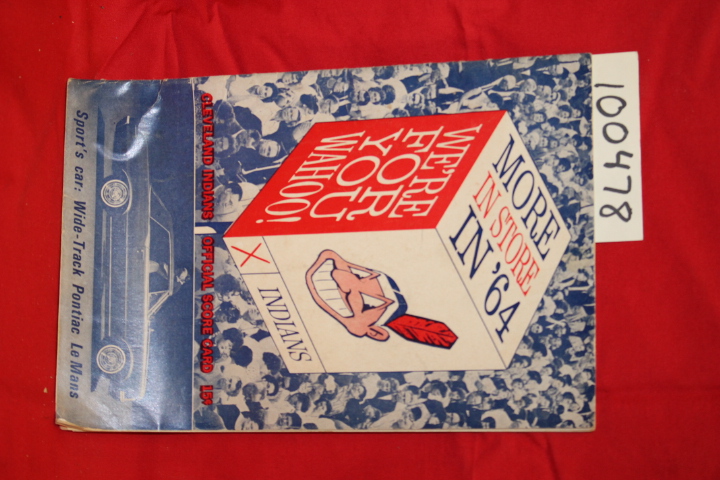 MORE
IN STORE
IN '64
WE'RE
FOR
YOU
WAHOO!
X INDIANS
CLEVELAND INDIANS OFFICIAL SCORE CARD 15¢
Sport's car: Wide-Track Pontiac Le Mans
100478